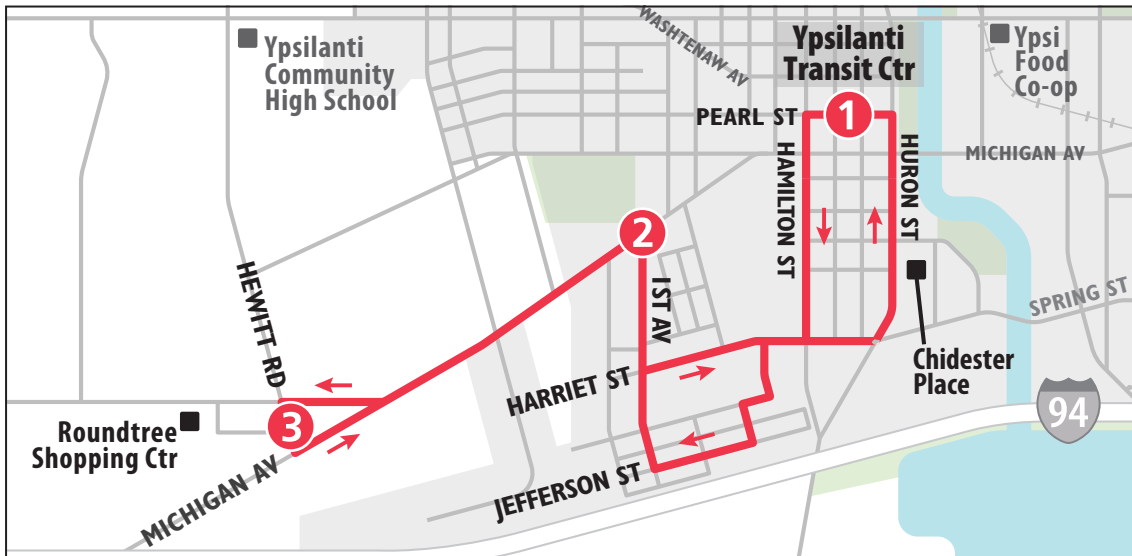 Ypsilanti
Community
High School
WASHTENAW AV
Ypsilanti
Transit Ctr
Ypsi
Food
Co-op
PEARL ST
1
MICHIGAN AV
HAMILTON ST
HURON ST
2
HEWITT RD
1ST AV
SPRING ST
Chidester
Place
HARRIET ST
94
3
Roundtree
Shopping Ctr
MICHIGAN AV
JEFFERSON ST